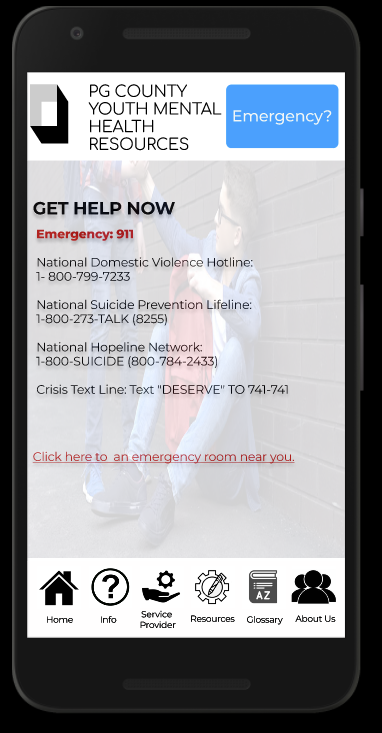 PG COUNTY
YOUTH MENTAL
HEALTH
RESOURCES
Emergency?
GET HELP NOW
Emergency: 911
National Domestic Violence Hotline:
1- 800-799-7233
National Suicide Prevention Lifeline:
1-800-273-TALK (8255)
National Hopeline Network:
1-800-SUICIDE (800-784-2433)
Crisis Text Line: Text "DESERVE" TO 741-741
Click here to  an emergency room near you.
AZ
Home
Info
Service
Provider
Resources
Glossary
About Us